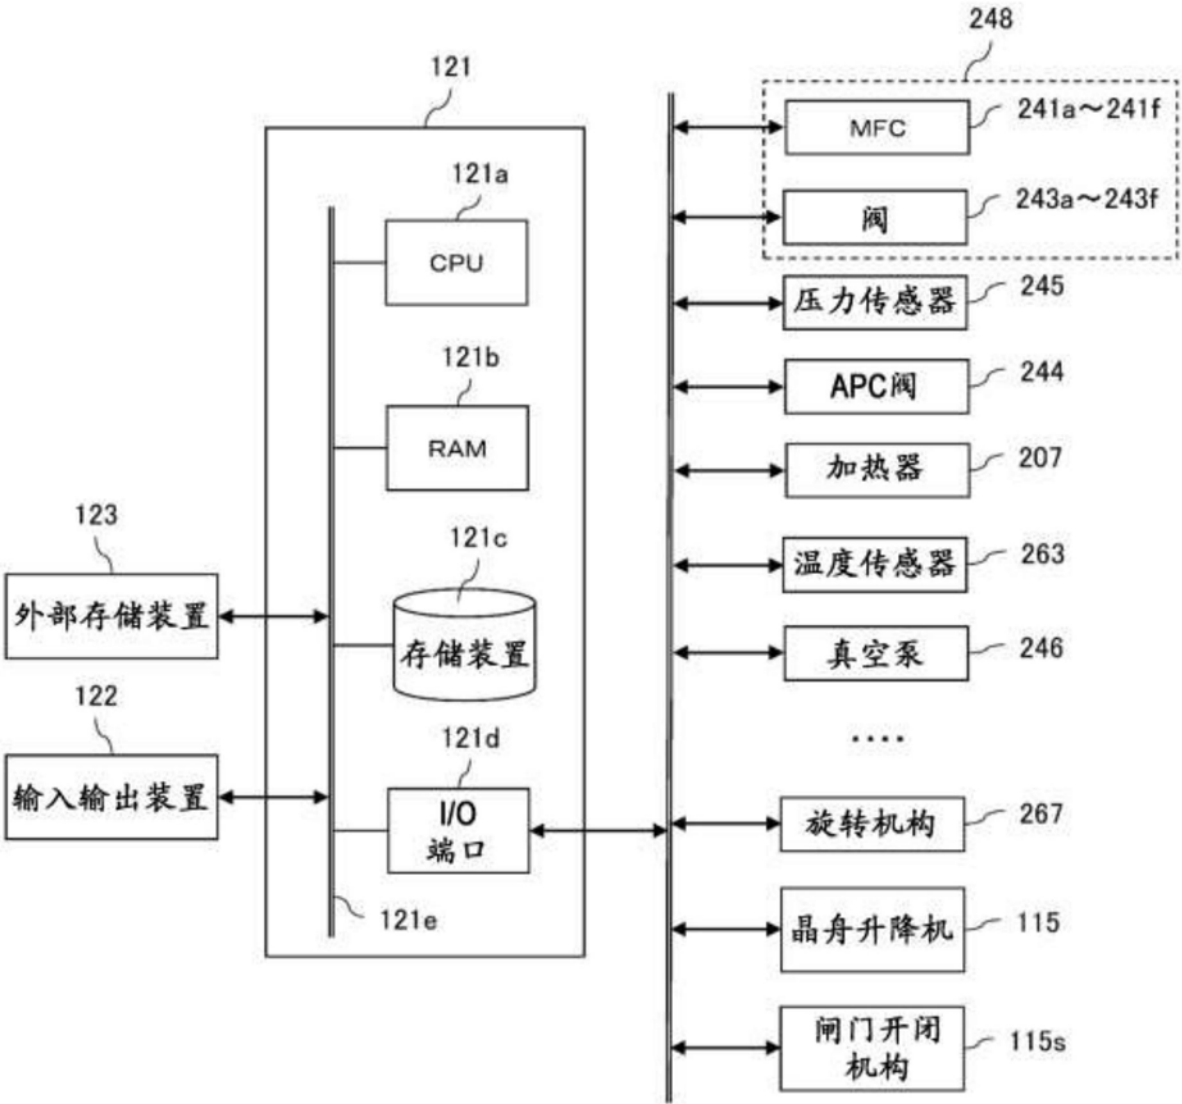 248
121
MFC
241a～241f
121a
CPU
阀
243a～243f
压力传感器
245
121b
RAM
APC阀
244
加热器
207
123
外部存储装置
121c
存储装置
温度传感器
263
真空泵
246
122
输入输出装置
121d
I/O
端口
....
旋转机构
267
121e
晶舟升降机
115
闸门开闭
机构
115s